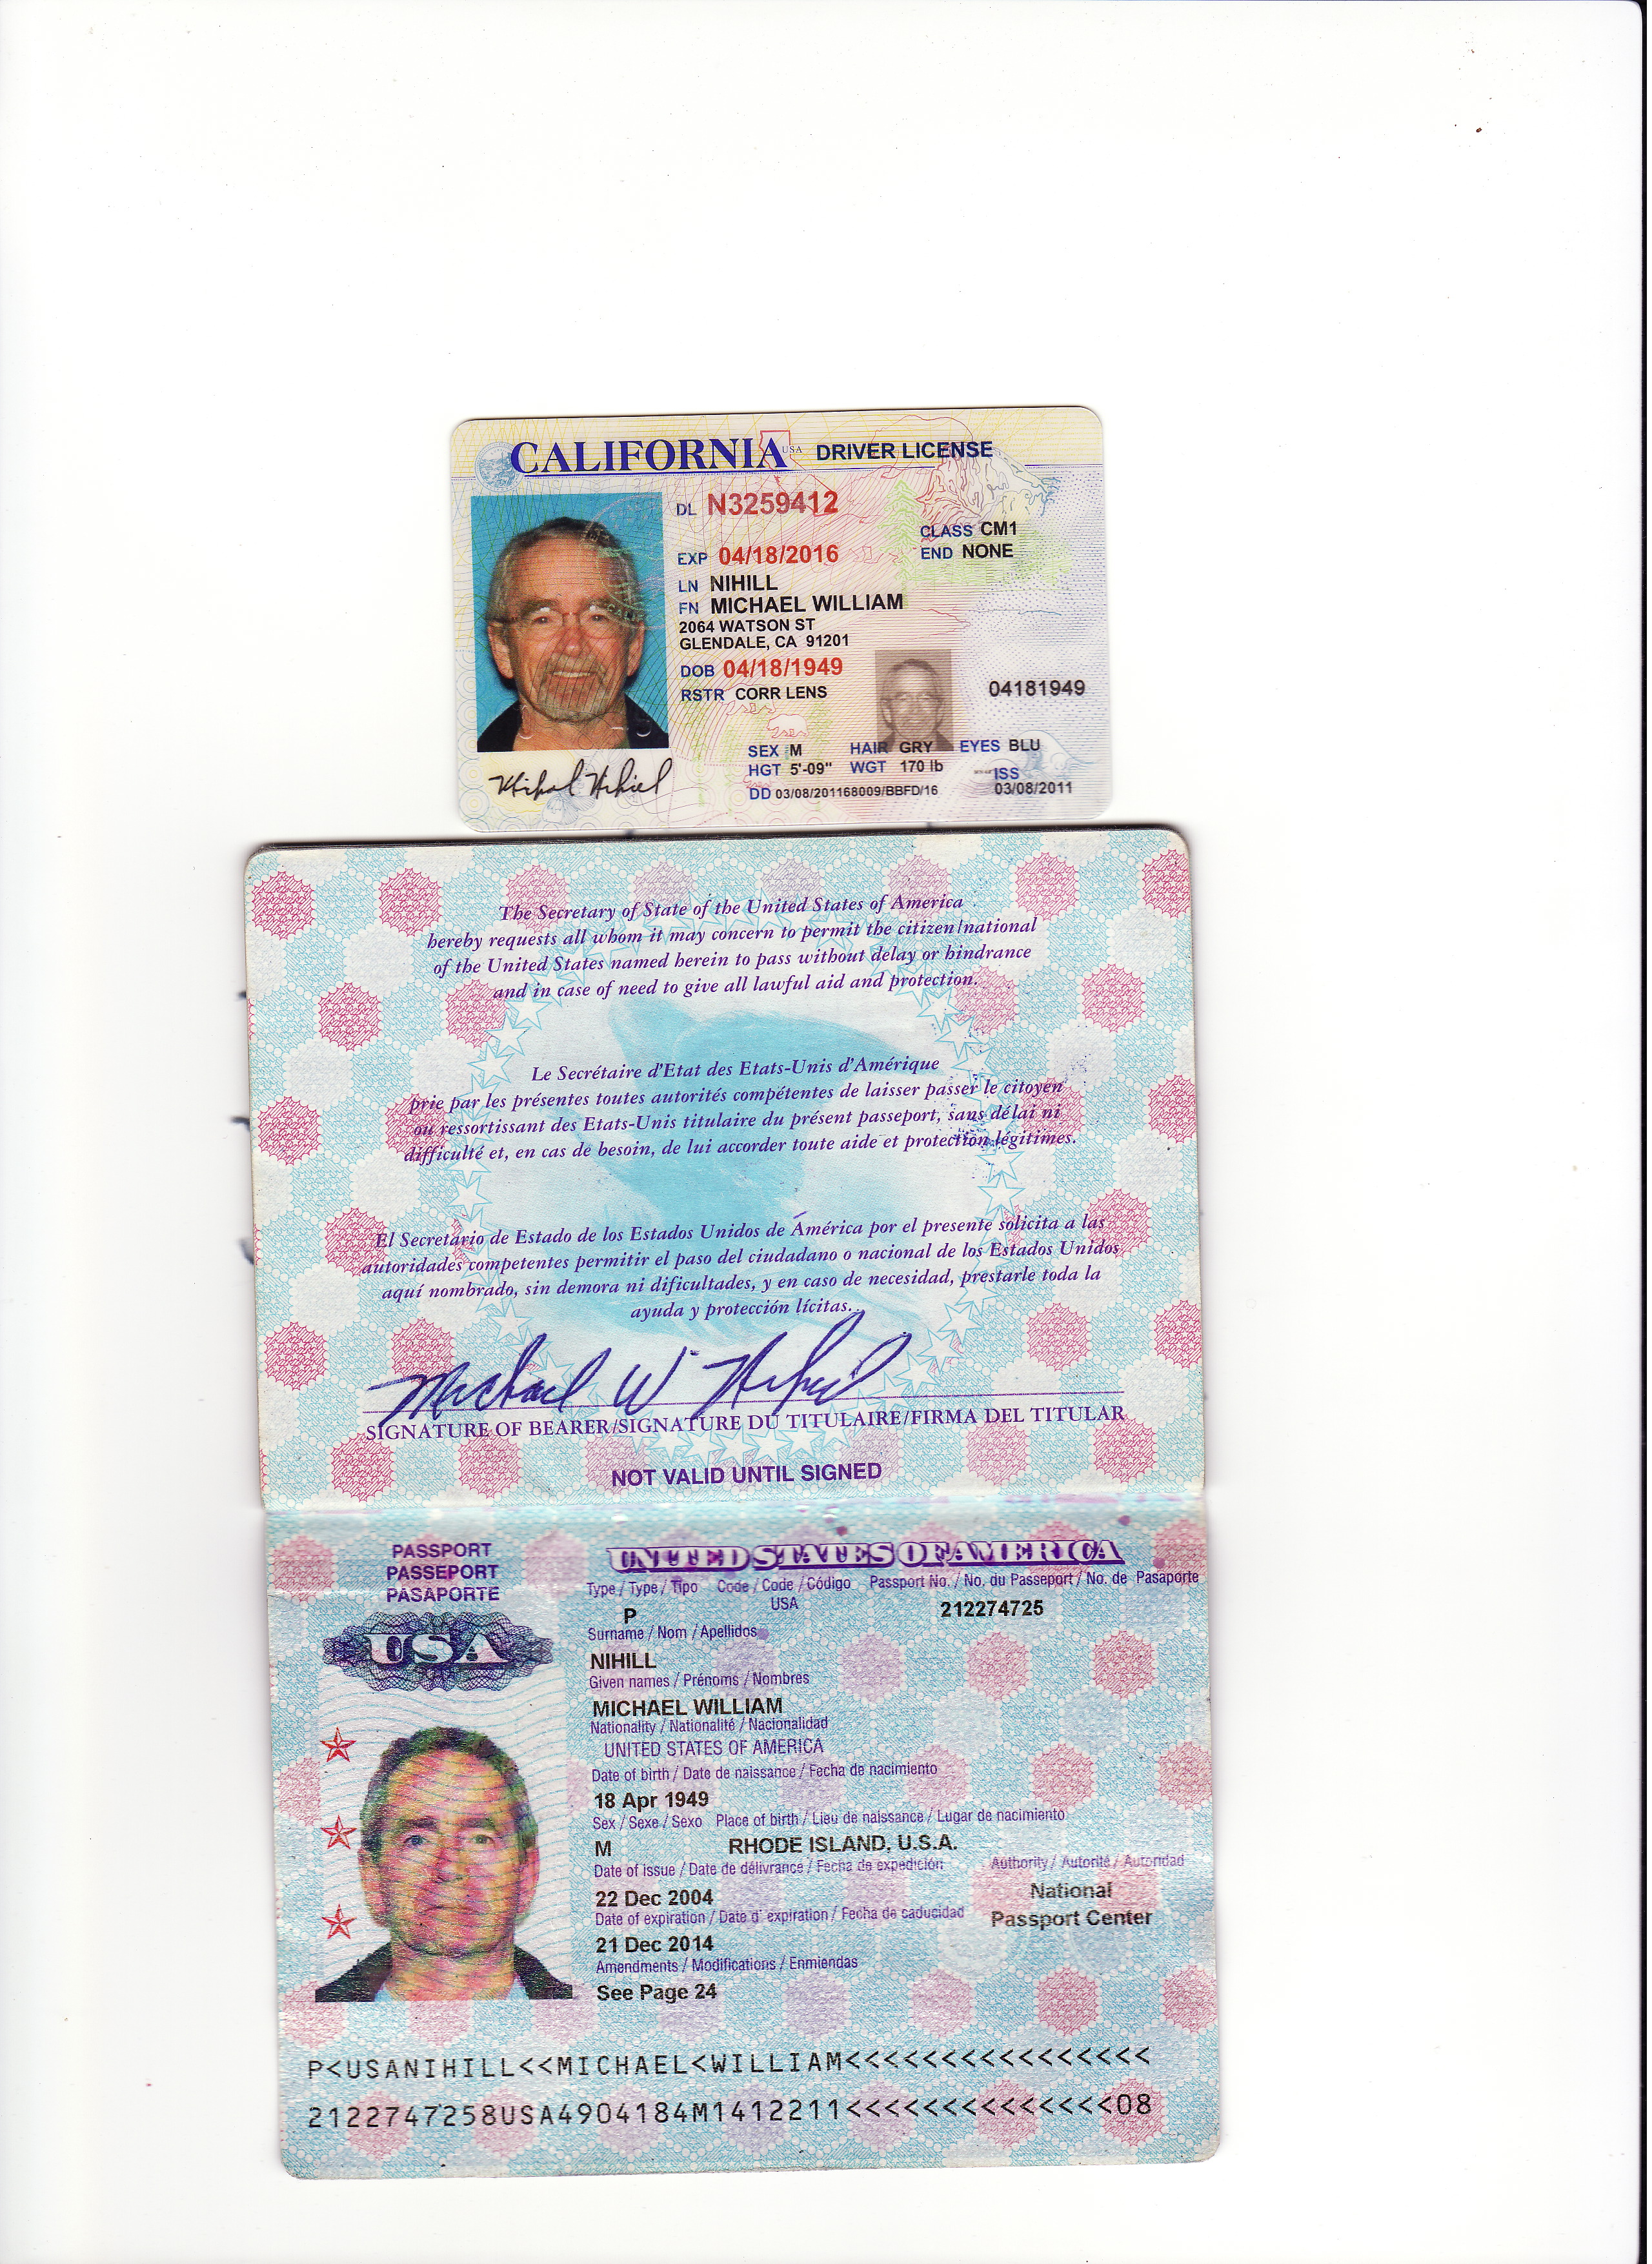 CALIFORNIA USA DRIVER LICENSE
DL N3259412
CLASS CM1
EXP 04/18/2016
END NONE
LN NIHILL
FN MICHAEL WILLIAM
2064 WATSON ST
GLENDALE, CA 91201
DOB 04/18/1949
RSTR CORR LENS
04181949
SEX M HAIR GRY EYES BLU
HGT 5'-09" WGT 170 lb ISS
DD 03/08/201168009/BBFD/16 03/08/2011
The Secretary of State of the United States of America
hereby requests all whom it may concern to permit the citizen/national
of the United States named herein to pass without delay or hindrance
and in case of need to give all lawful aid and protection.
Le Secrétaire d'Etat des Etats-Unis d'Amérique
prie par les présentes toutes autorités compétentes de laisser passer le citoyen
ou ressortissant des Etats-Unis titulaire du présent passeport, sans délai ni
difficulté et, en cas de besoin, de lui accorder toute aide et protection légitimes.
El Secretario de Estado de los Estados Unidos de América por el presente solicita a las
autoridades competentes permitir el paso del ciudadano o nacional de los Estados Unidos
aquí nombrado, sin demora ni dificultades, y en caso de necesidad, prestarle toda la
ayuda y protección lícitas.
Michael W Nihill
SIGNATURE OF BEARER/SIGNATURE DU TITULAIRE/FIRMA DEL TITULAR
NOT VALID UNTIL SIGNED
PASSPORT
PASSEPORT
PASAPORTE
USA
UNITED STATES OF AMERICA
Type / Type / Tipo Code / Code / Código Passport No. / No. du Passeport / No. de Pasaporte
P USA 212274725
Surname / Nom / Apellidos
NIHILL
Given names / Prénoms / Nombres
MICHAEL WILLIAM
Nationality / Nationalité / Nacionalidad
UNITED STATES OF AMERICA
Date of birth / Date de naissance / Fecha de nacimiento
18 Apr 1949
Sex / Sexe / Sexo Place of birth / Lieu de naissance / Lugar de nacimiento
M RHODE ISLAND, U.S.A.
Date of issue / Date de délivrance / Fecha de expedición Authority / Autorité / Autoridad
22 Dec 2004 National
Date of expiration / Date d' expiration / Fecha de caducidad Passport Center
21 Dec 2014
Amendments / Modifications / Enmiendas
See Page 24
P<USANIHILL<<MICHAEL<WILLIAM<<<<<<<<<<<<<<<<
2122747258USA4904184M1412211<<<<<<<<<<<<<<08